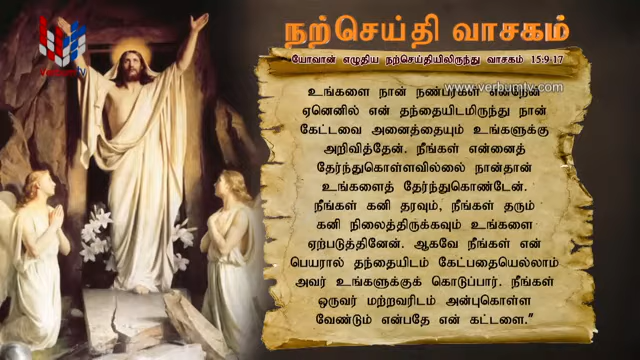 நற்செய்தி வாசகம்
யோவான் எழுதிய நற்செய்தியிலிருந்து வாசகம் 15:9-17
verbumtv
www.verbumtv.com
உங்களை நான் நண்பர்கள் என்றேன்
ஏனெனில் என் தந்தையிடமிருந்து நான்
கேட்டவை அனைத்தையும் உங்களுக்கு
அறிவித்தேன். நீங்கள் என்னைத்
தேர்ந்துகொள்ளவில்லை நான்தான்
உங்களைத் தேர்ந்துகொண்டேன்.
நீங்கள் கனி தரவும், நீங்கள் தரும்
கனி நிலைத்திருக்கவும் உங்களை
ஏற்படுத்தினேன். ஆகவே நீங்கள் என்
பெயரால் தந்தையிடம் கேட்பதையெல்லாம்
அவர் உங்களுக்குக் கொடுப்பார். நீங்கள்
ஒருவர் மற்றவரிடம் அன்புகொள்ள
வேண்டும் என்பதே என் கட்டளை.”